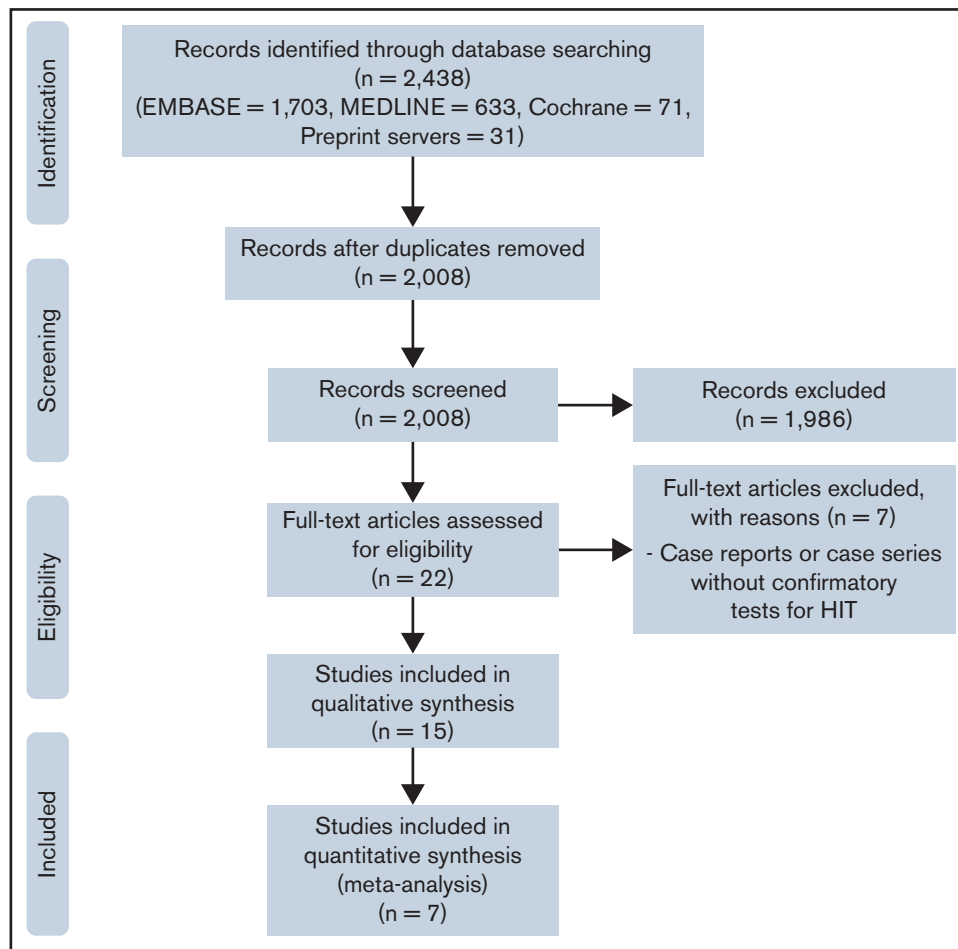 Identification
Records identified through database searching
(n = 2,438)
(EMBASE = 1,703, MEDLINE = 633, Cochrane = 71,
Preprint servers = 31)
Screening
Records after duplicates removed
(n = 2,008)
Records screened
(n = 2,008)
Records excluded
(n = 1,986)
Eligibility
Full-text articles assessed
for eligibility
(n = 22)
Full-text articles excluded,
with reasons (n = 7)
- Case reports or case series
without confirmatory
tests for HIT
Studies included in
qualitative synthesis
(n = 15)
Included
Studies included in
quantitative synthesis
(meta-analysis)
(n = 7)